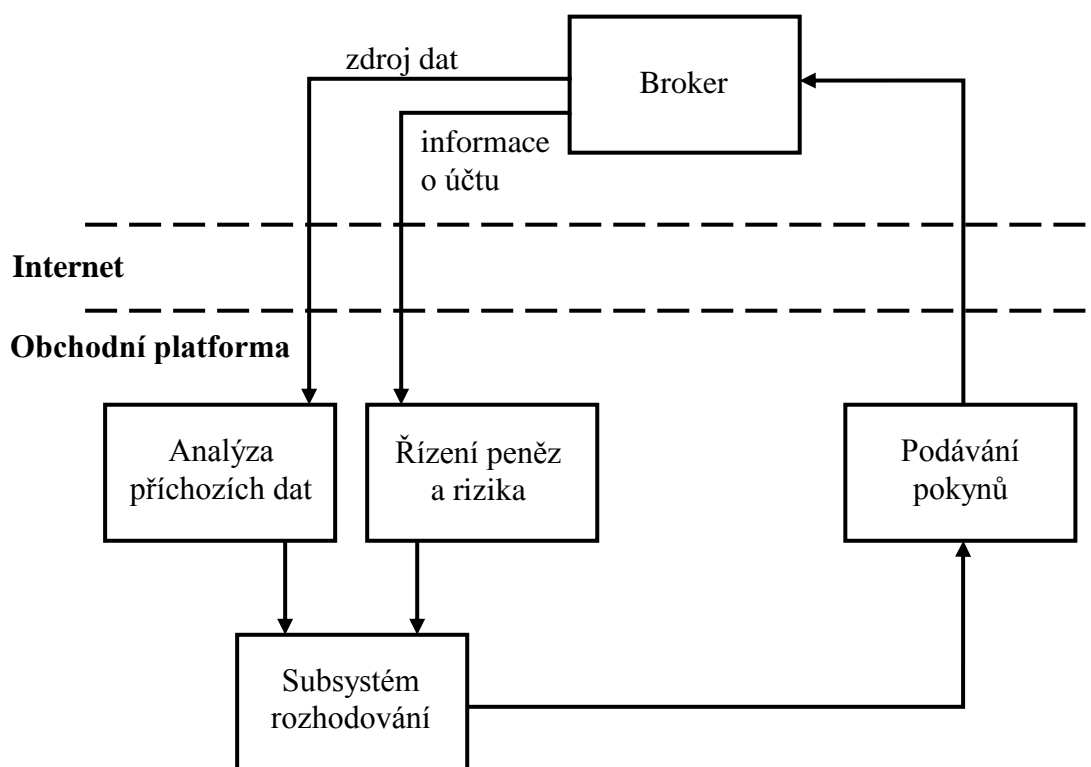 zdroj dat
Broker
informace
o účtu
Internet
Obchodní platforma
Analýza
příchozích dat
Řízení peněz
a rizika
Podávání
pokynů
Subsystém
rozhodování